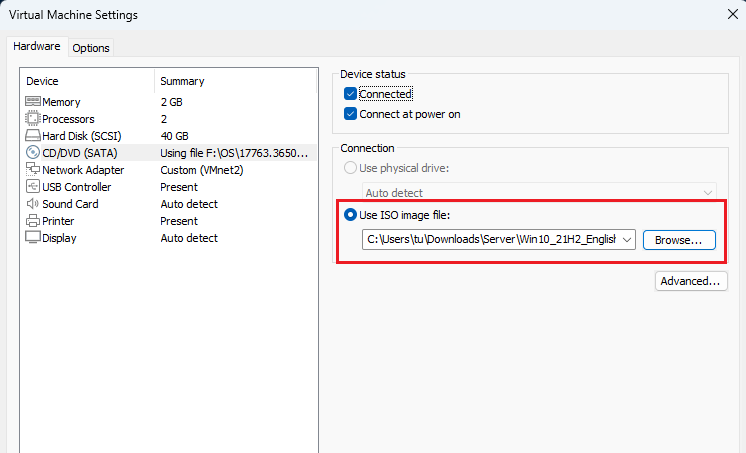 Virtual Machine Settings
Hardware Options
Device Summary
Memory 2 GB
Processors 2
Hard Disk (SCSI) 40 GB
CD/DVD (SATA) Using file F:\OS\17763.3650...
Network Adapter Custom (VMnet2)
USB Controller Present
Sound Card Auto detect
Printer Present
Display Auto detect
Device status
Connected
Connect at power on
Connection
Use physical drive:
Auto detect
Use ISO image file:
C:\Users\tu\Downloads\Server\Win10_21H2_English Browse...
Advanced...